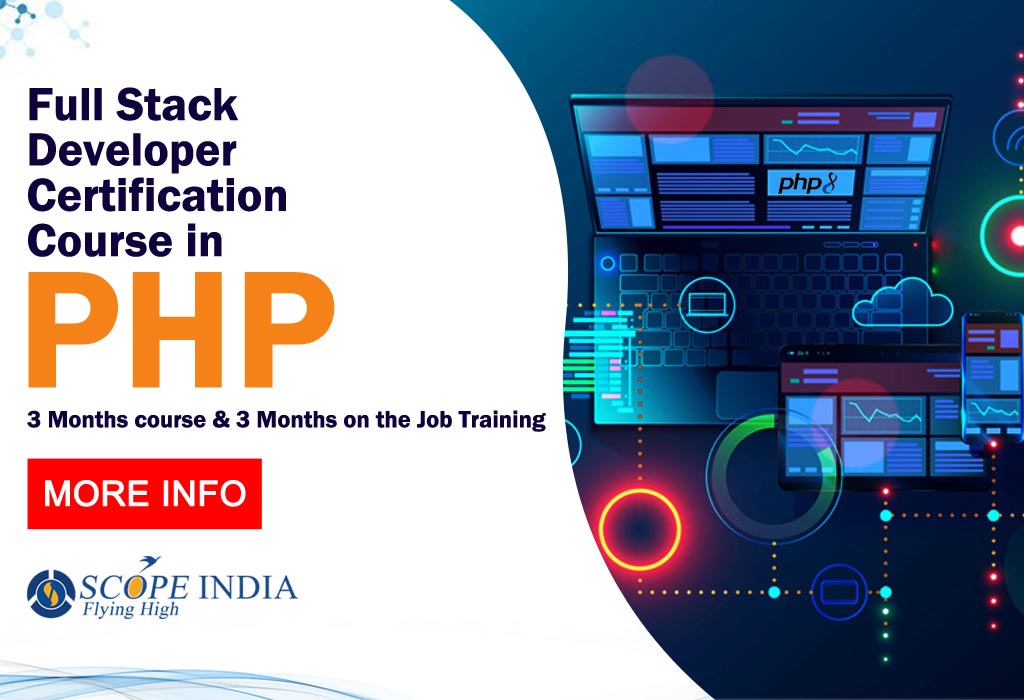 Full Stack
Developer
Certification
Course in
PHP
3 Months course & 3 Months on the Job Training
MORE INFO
SCOPE INDIA
Flying High
php8